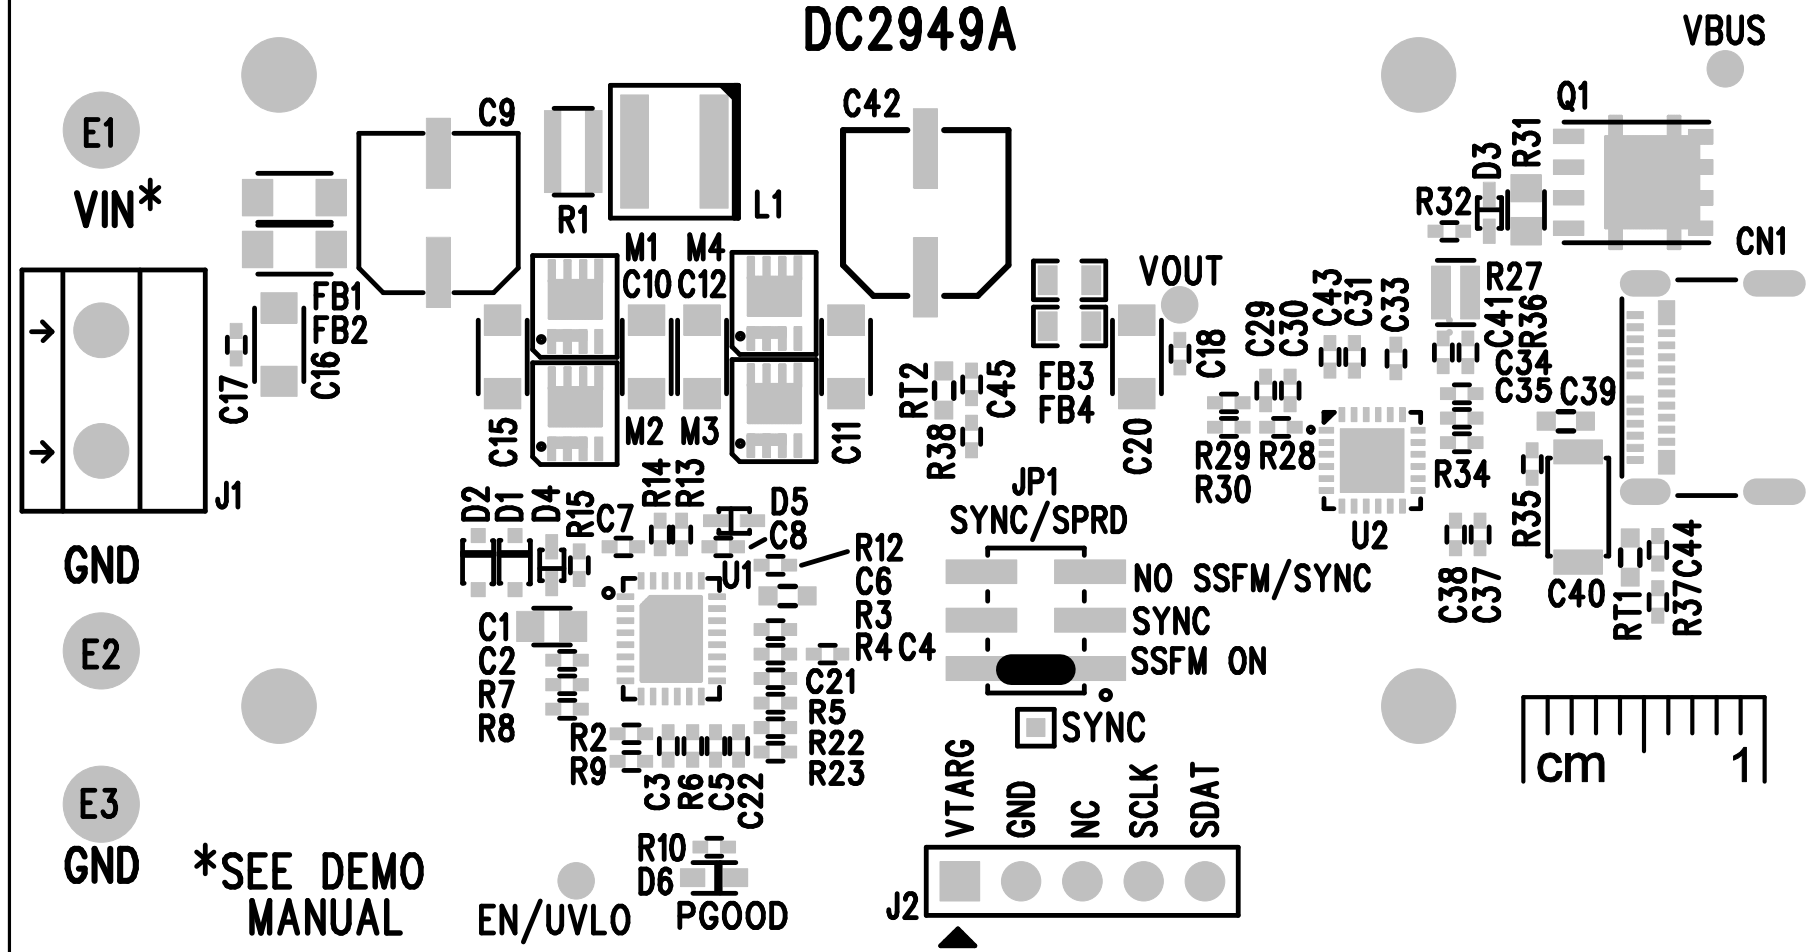 DC2949A
VBUS
E1
VIN*
C9
C42
Q1
R1
L1
D3
R31
R32
CN1
M1
M4
C10
C12
VOUT
FB1
FB2
C17
C16
C15
M2
M3
C11
RT2
C45
R38
FB3
FB4
C20
C18
C29
C30
C43
C31
C33
R27
C41
R36
C34
C35
C39
R29
R28
R30
R34
U2
R35
C40
C38
C37
RT1
R37
C44
J1
GND
E2
E3
GND
*SEE DEMO
MANUAL
D2
D1
D4
R15
C7
R14
R13
D5
C8
U1
R12
C6
R3
R4
C4
C1
C2
R7
R8
C21
R5
R22
R23
R2
R9
C3
R6
C5
C22
R10
D6
PGOOD
EN/UVLO
JP1
SYNC/SPRD
NO SSFM/SYNC
SYNC
SSFM ON
SYNC
VTARG
GND
NC
SCLK
SDAT
J2
cm 1